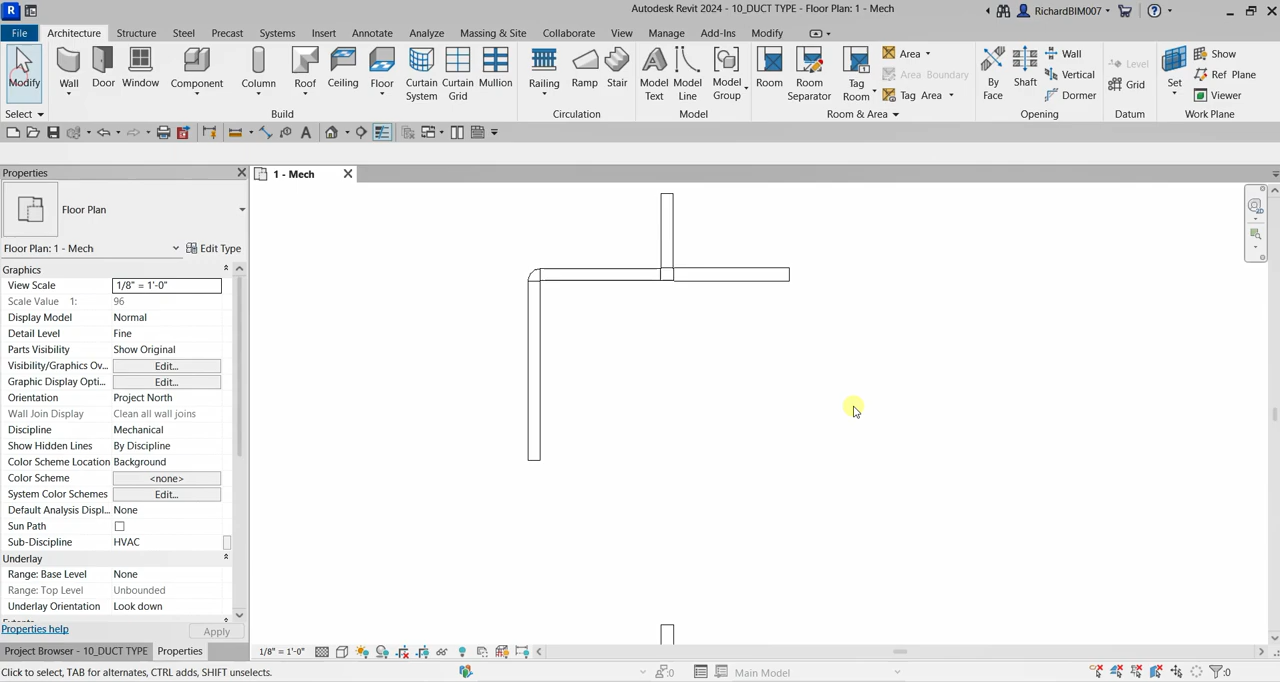 R Autodesk Revit 2024 - 10_DUCT TYPE - Floor Plan: 1 - Mech RichardBIM007
File Architecture Structure Steel Precast Systems Insert Annotate Analyze Massing & Site Collaborate View Manage Add-Ins Modify
Modify Wall Door Window Component Column Roof Ceiling Floor Curtain System Curtain Grid Mullion Railing Ramp Stair Model Text Model Line Model Group Room Room Separator Tag Room By Face Shaft Set
Area Wall Level Show
Area Boundary Vertical Grid Ref Plane
Tag Area Dormer Viewer
Select Build Circulation Model Room & Area Opening Datum Work Plane
Properties
1 - Mech
Floor Plan
Floor Plan: 1 - Mech Edit Type
Graphics
View Scale 1/8" = 1'-0"
Scale Value 1: 96
Display Model Normal
Detail Level Fine
Parts Visibility Show Original
Visibility/Graphics Ov... Edit...
Graphic Display Opti... Edit...
Orientation Project North
Wall Join Display Clean all wall joins
Discipline Mechanical
Show Hidden Lines By Discipline
Color Scheme Location Background
Color Scheme <none>
System Color Schemes Edit...
Default Analysis Displ... None
Sun Path
Sub-Discipline HVAC
Underlay
Range: Base Level None
Range: Top Level Unbounded
Underlay Orientation Look down
Properties help Apply
Project Browser - 10_DUCT TYPE Properties 1/8" = 1'-0"
Click to select, TAB for alternates, CTRL adds, SHIFT unselects. :0 Main Model :0